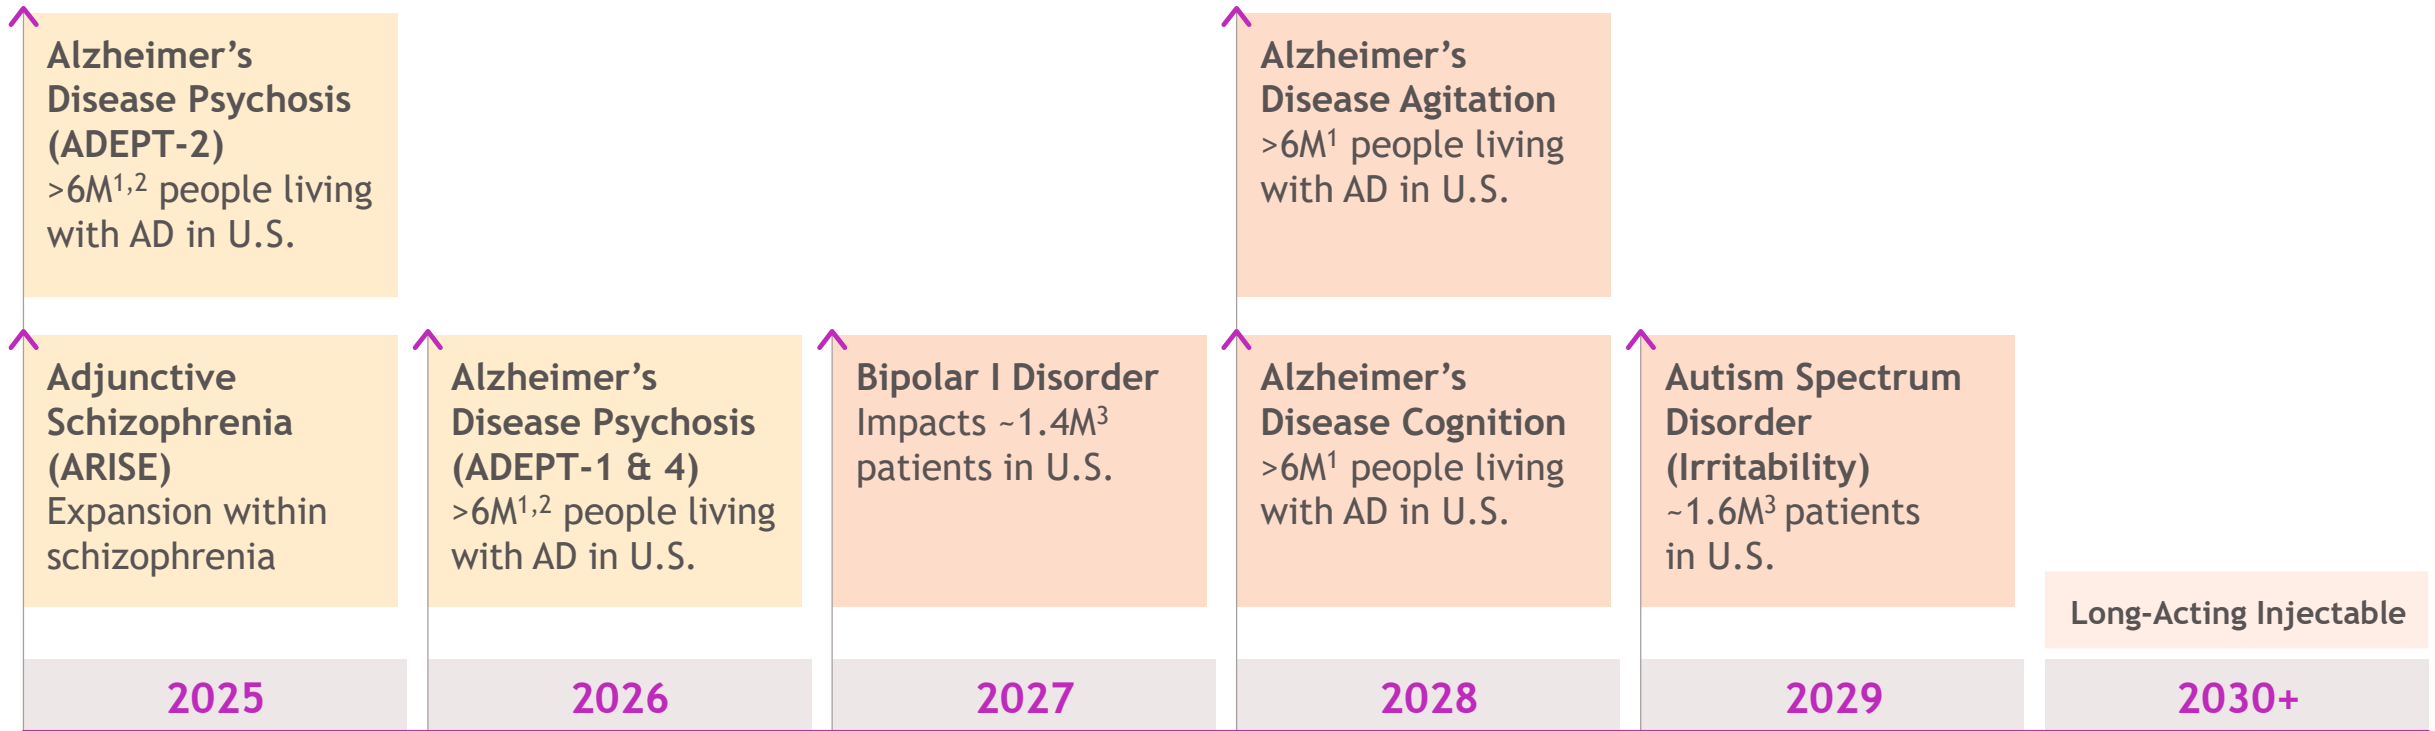 Alzheimer’s
Disease Psychosis
(ADEPT-2)
>6M¹,² people living
with AD in U.S.
Alzheimer’s
Disease Agitation
>6M¹ people living
with AD in U.S.
Adjunctive
Schizophrenia
(ARISE)
Expansion within
schizophrenia
Alzheimer’s
Disease Psychosis
(ADEPT-1 & 4)
>6M¹,² people living
with AD in U.S.
Bipolar I Disorder
Impacts ~1.4M³
patients in U.S.
Alzheimer’s
Disease Cognition
>6M¹ people living
with AD in U.S.
Autism Spectrum
Disorder
(Irritability)
~1.6M³ patients
in U.S.
Long-Acting Injectable
2025
2026
2027
2028
2029
2030+